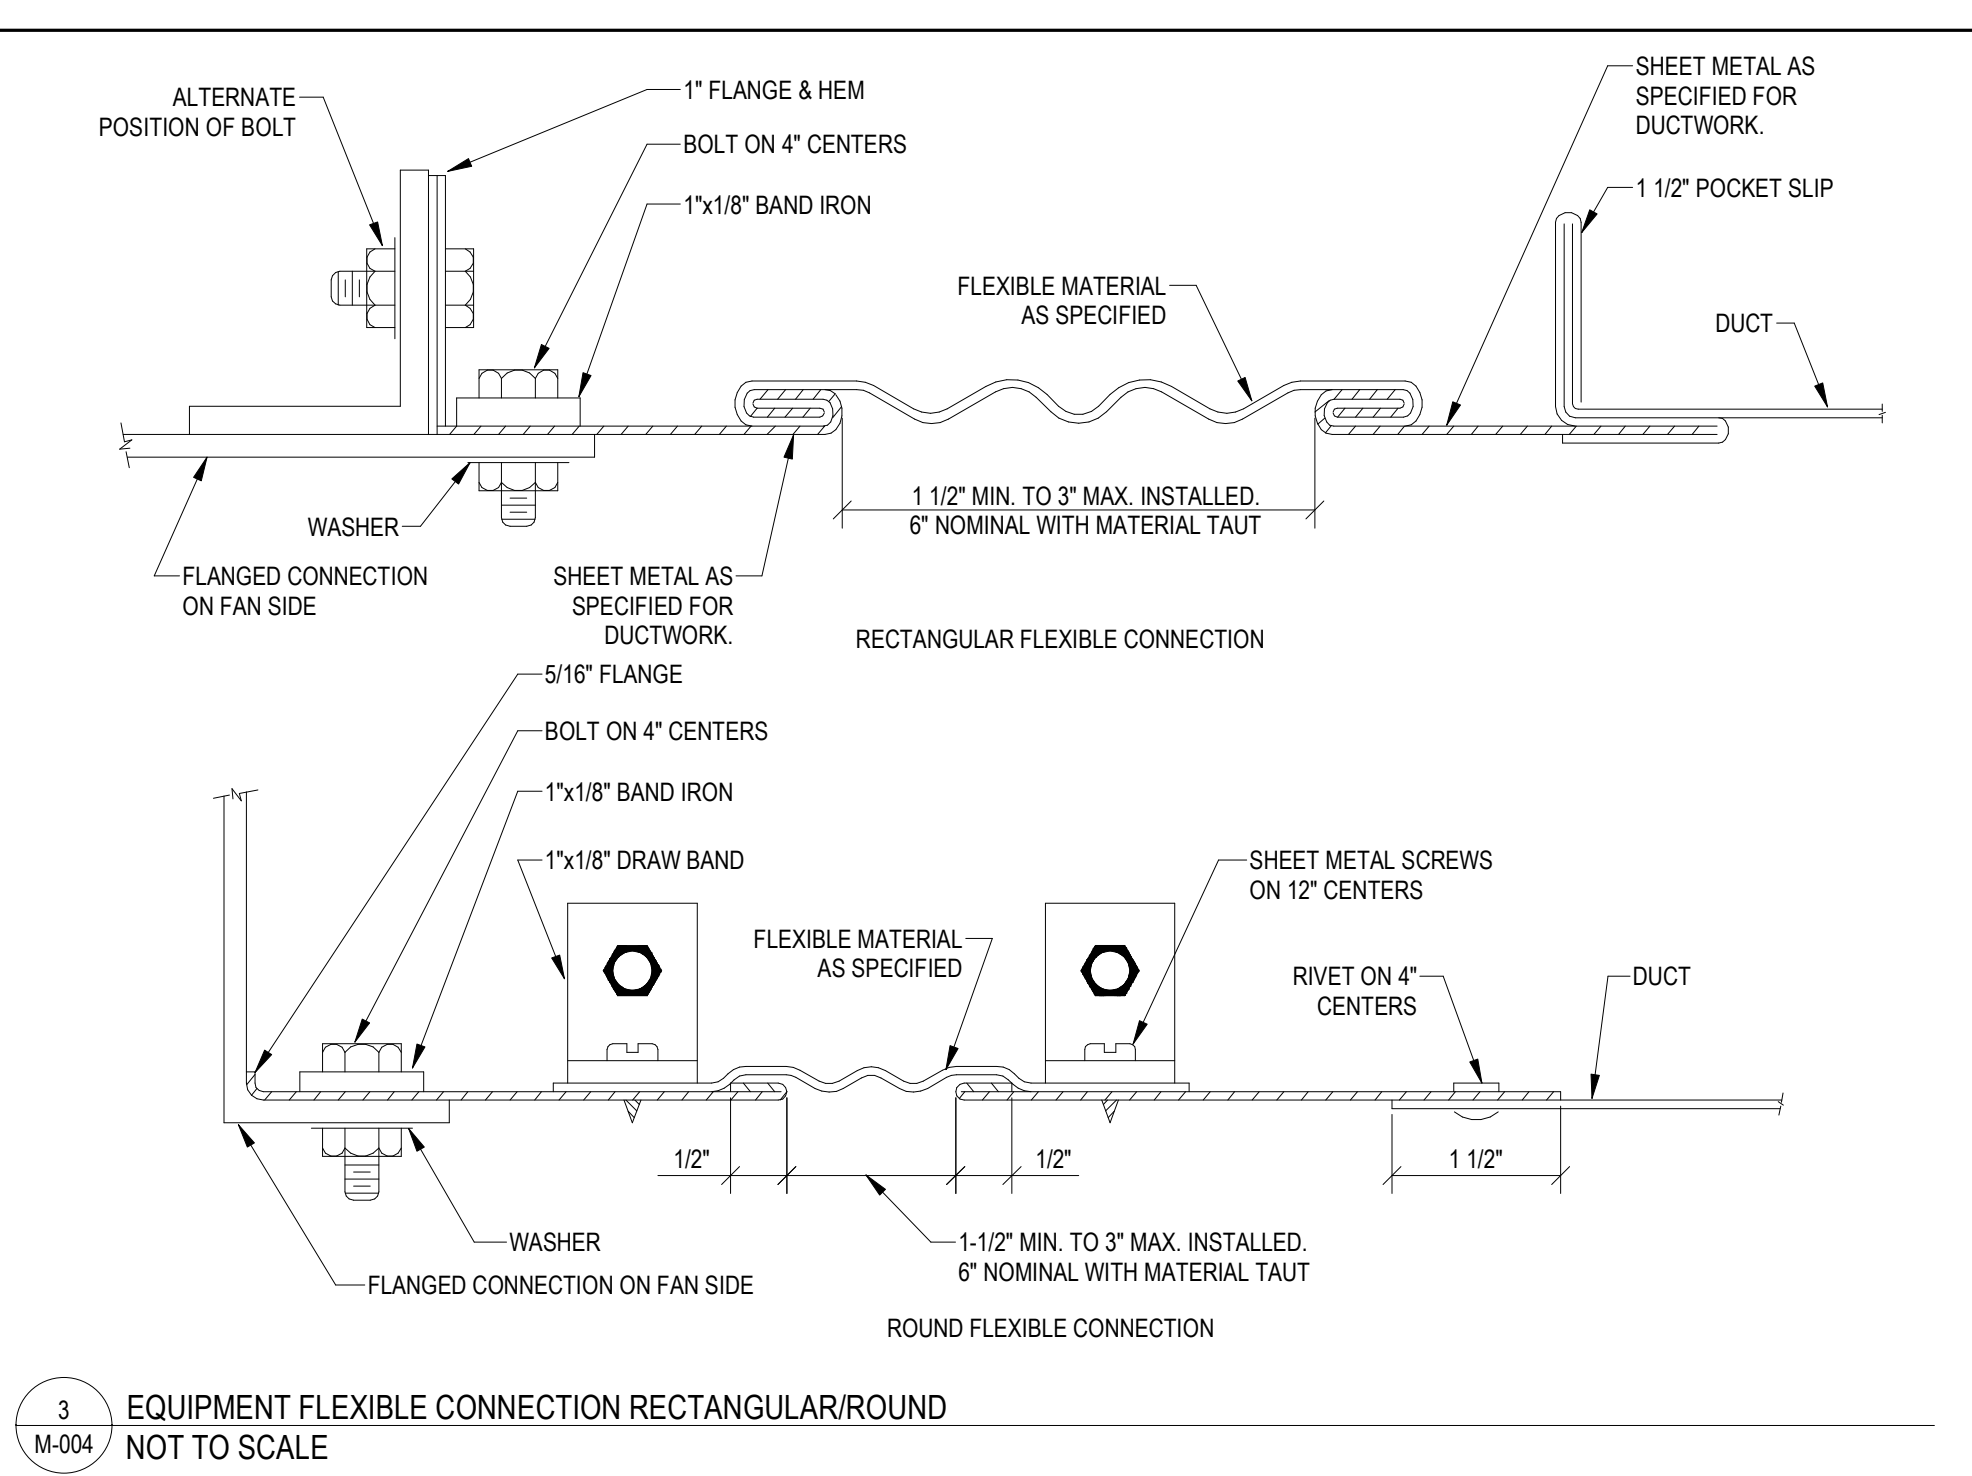 ALTERNATE
POSITION OF BOLT
1" FLANGE & HEM
BOLT ON 4" CENTERS
1"x1/8" BAND IRON
SHEET METAL AS
SPECIFIED FOR
DUCTWORK.
1 1/2" POCKET SLIP
FLEXIBLE MATERIAL
AS SPECIFIED
DUCT
1 1/2" MIN. TO 3" MAX. INSTALLED.
6" NOMINAL WITH MATERIAL TAUT
WASHER
FLANGED CONNECTION
ON FAN SIDE
SHEET METAL AS
SPECIFIED FOR
DUCTWORK.
RECTANGULAR FLEXIBLE CONNECTION
5/16" FLANGE
BOLT ON 4" CENTERS
1"x1/8" BAND IRON
1"x1/8" DRAW BAND
SHEET METAL SCREWS
ON 12" CENTERS
FLEXIBLE MATERIAL
AS SPECIFIED
RIVET ON 4"
CENTERS
DUCT
1/2"
1/2"
1 1/2"
WASHER
1-1/2" MIN. TO 3" MAX. INSTALLED.
6" NOMINAL WITH MATERIAL TAUT
FLANGED CONNECTION ON FAN SIDE
ROUND FLEXIBLE CONNECTION
3
M-004
EQUIPMENT FLEXIBLE CONNECTION RECTANGULAR/ROUND
NOT TO SCALE